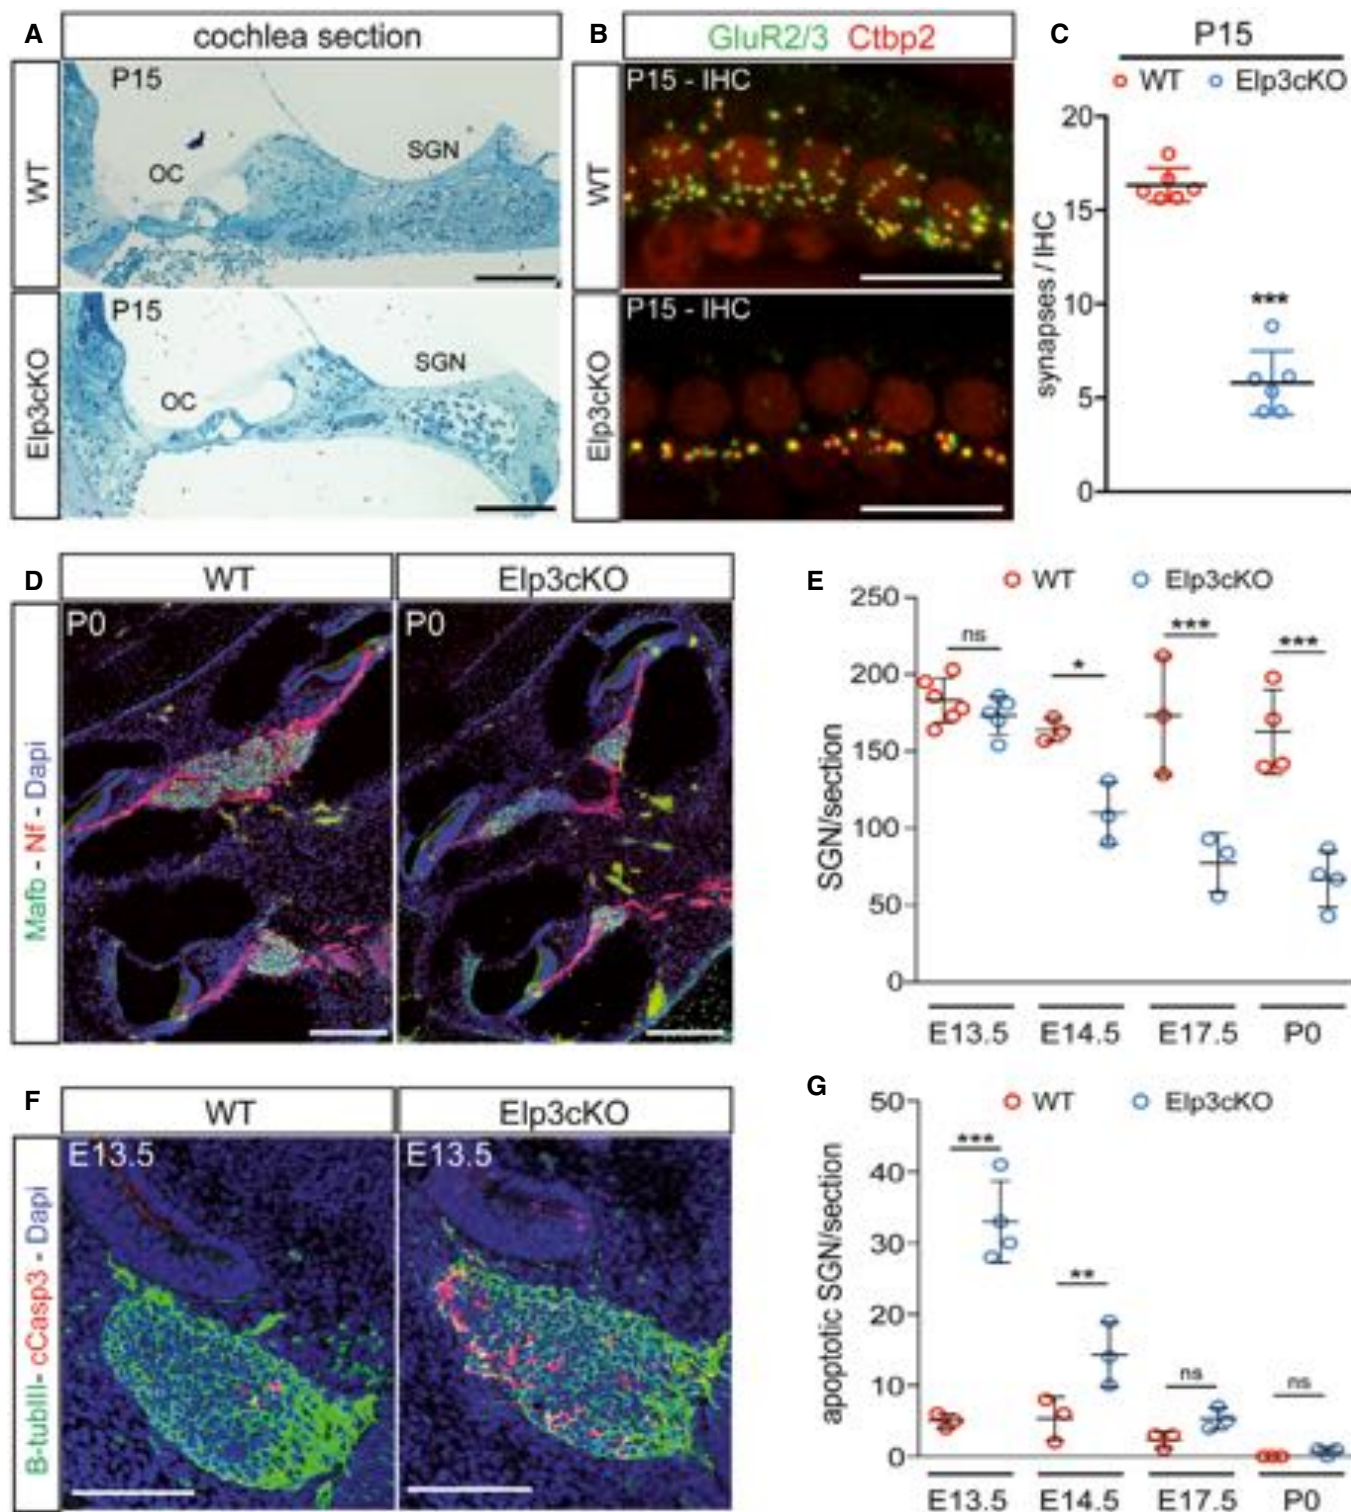 A
cochlea section
WT
P15
OC
SGN
Elp3cKO
P15
OC
SGN
B
GluR2/3 Ctbp2
WT
P15 - IHC
Elp3cKO
P15 - IHC
C
P15
WT Elp3cKO
synapses / IHC
20
15
10
5
0
***
D
WT
Elp3cKO
Mafb - Nf - Dapi
P0
P0
E
WT Elp3cKO
SGN/section
250
200
150
100
50
0
ns
*
***
***
E13.5 E14.5 E17.5 P0
F
WT
Elp3cKO
B-tubIII- cCasp3 - Dapi
E13.5
E13.5
G
WT Elp3cKO
apoptotic SGN/section
50
40
30
20
10
0
***
**
ns
ns
E13.5 E14.5 E17.5 P0